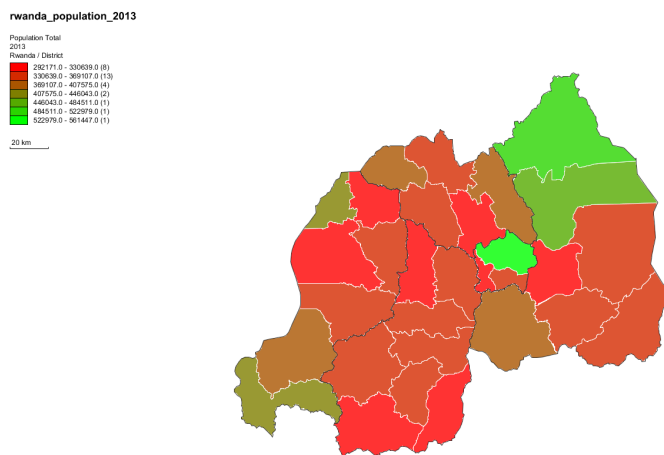 rwanda_population_2013
Population Total
2013
Rwanda / District
292171.0 - 330639.0 (8)
330639.0 - 369107.0 (13)
369107.0 - 407575.0 (4)
407575.0 - 446043.0 (2)
446043.0 - 484511.0 (1)
484511.0 - 522979.0 (1)
522979.0 - 561447.0 (1)
20 km